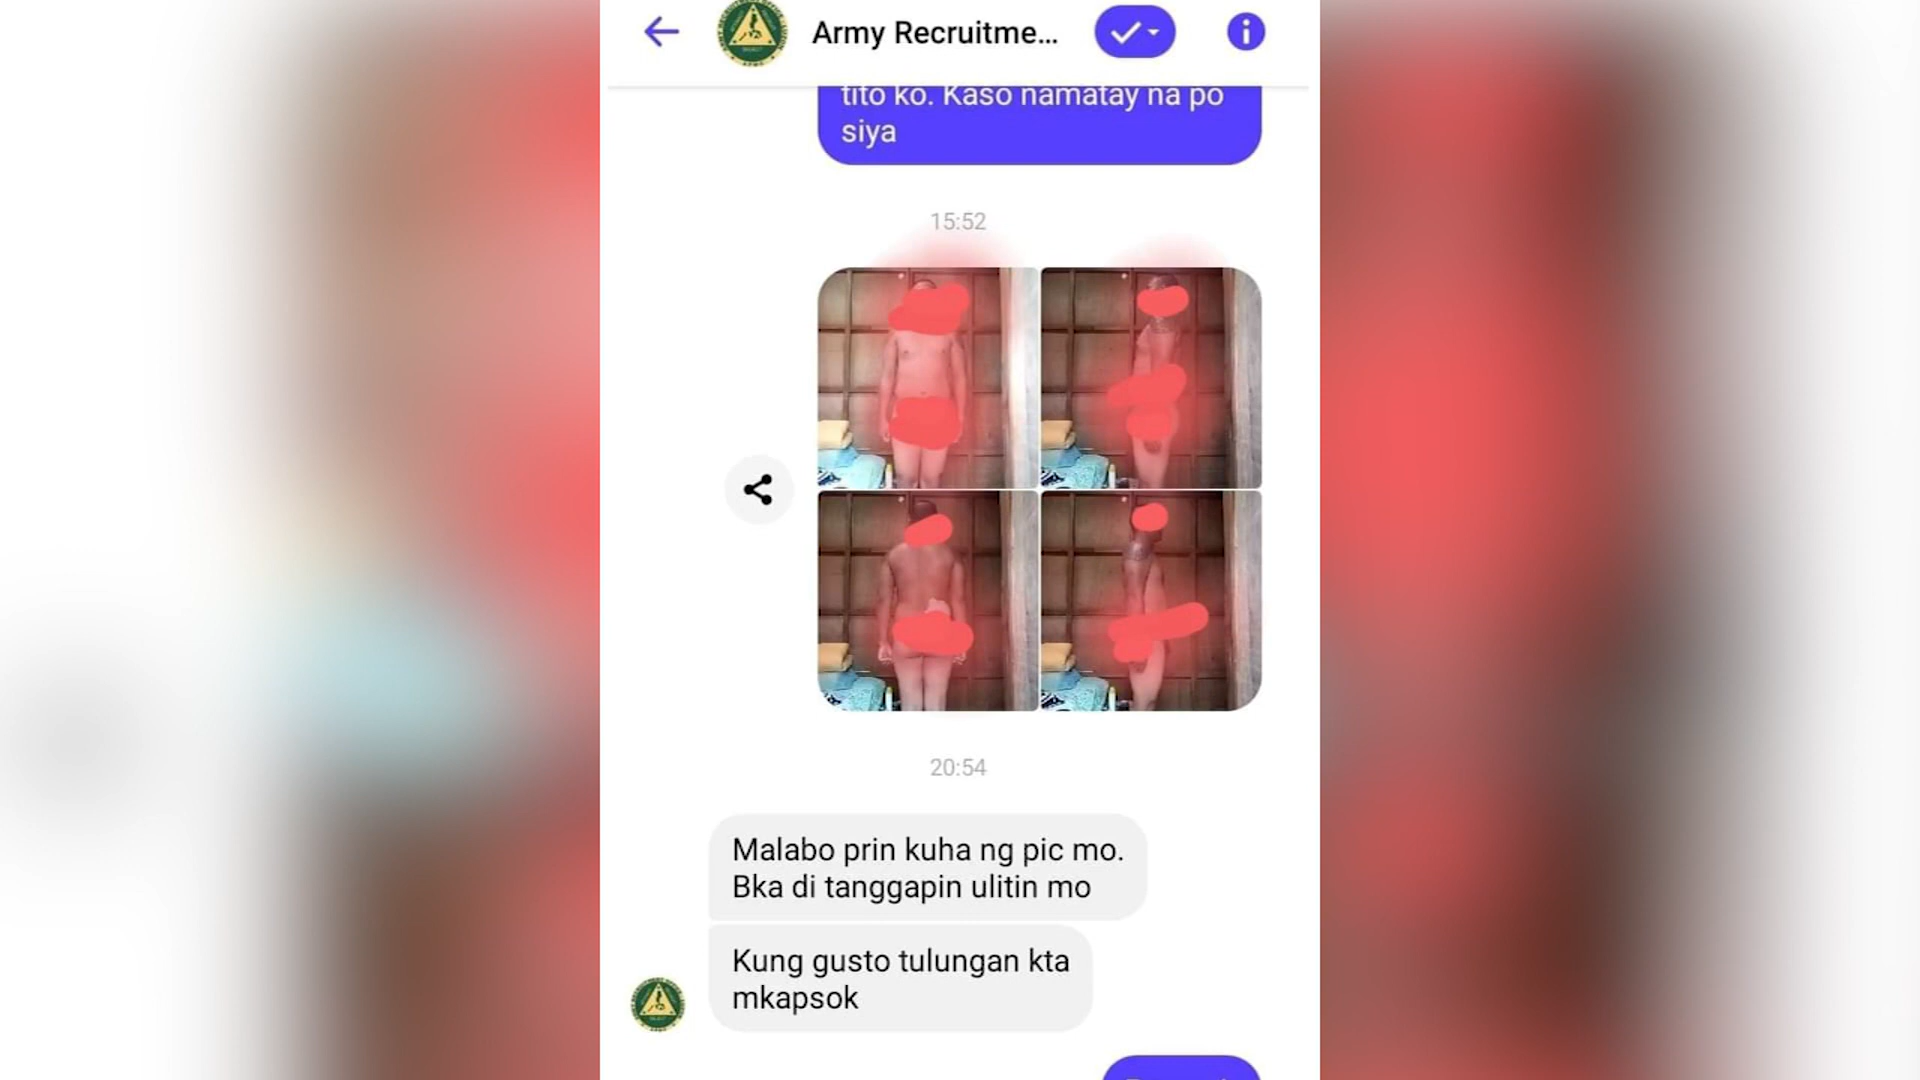 Army Recruitme...
tito ko. Kaso namatay na po
siya
15:52
20:54
Malabo prin kuha ng pic mo.
Bka di tanggapin ulitin mo
Kung gusto tulungan kta
mkapsok